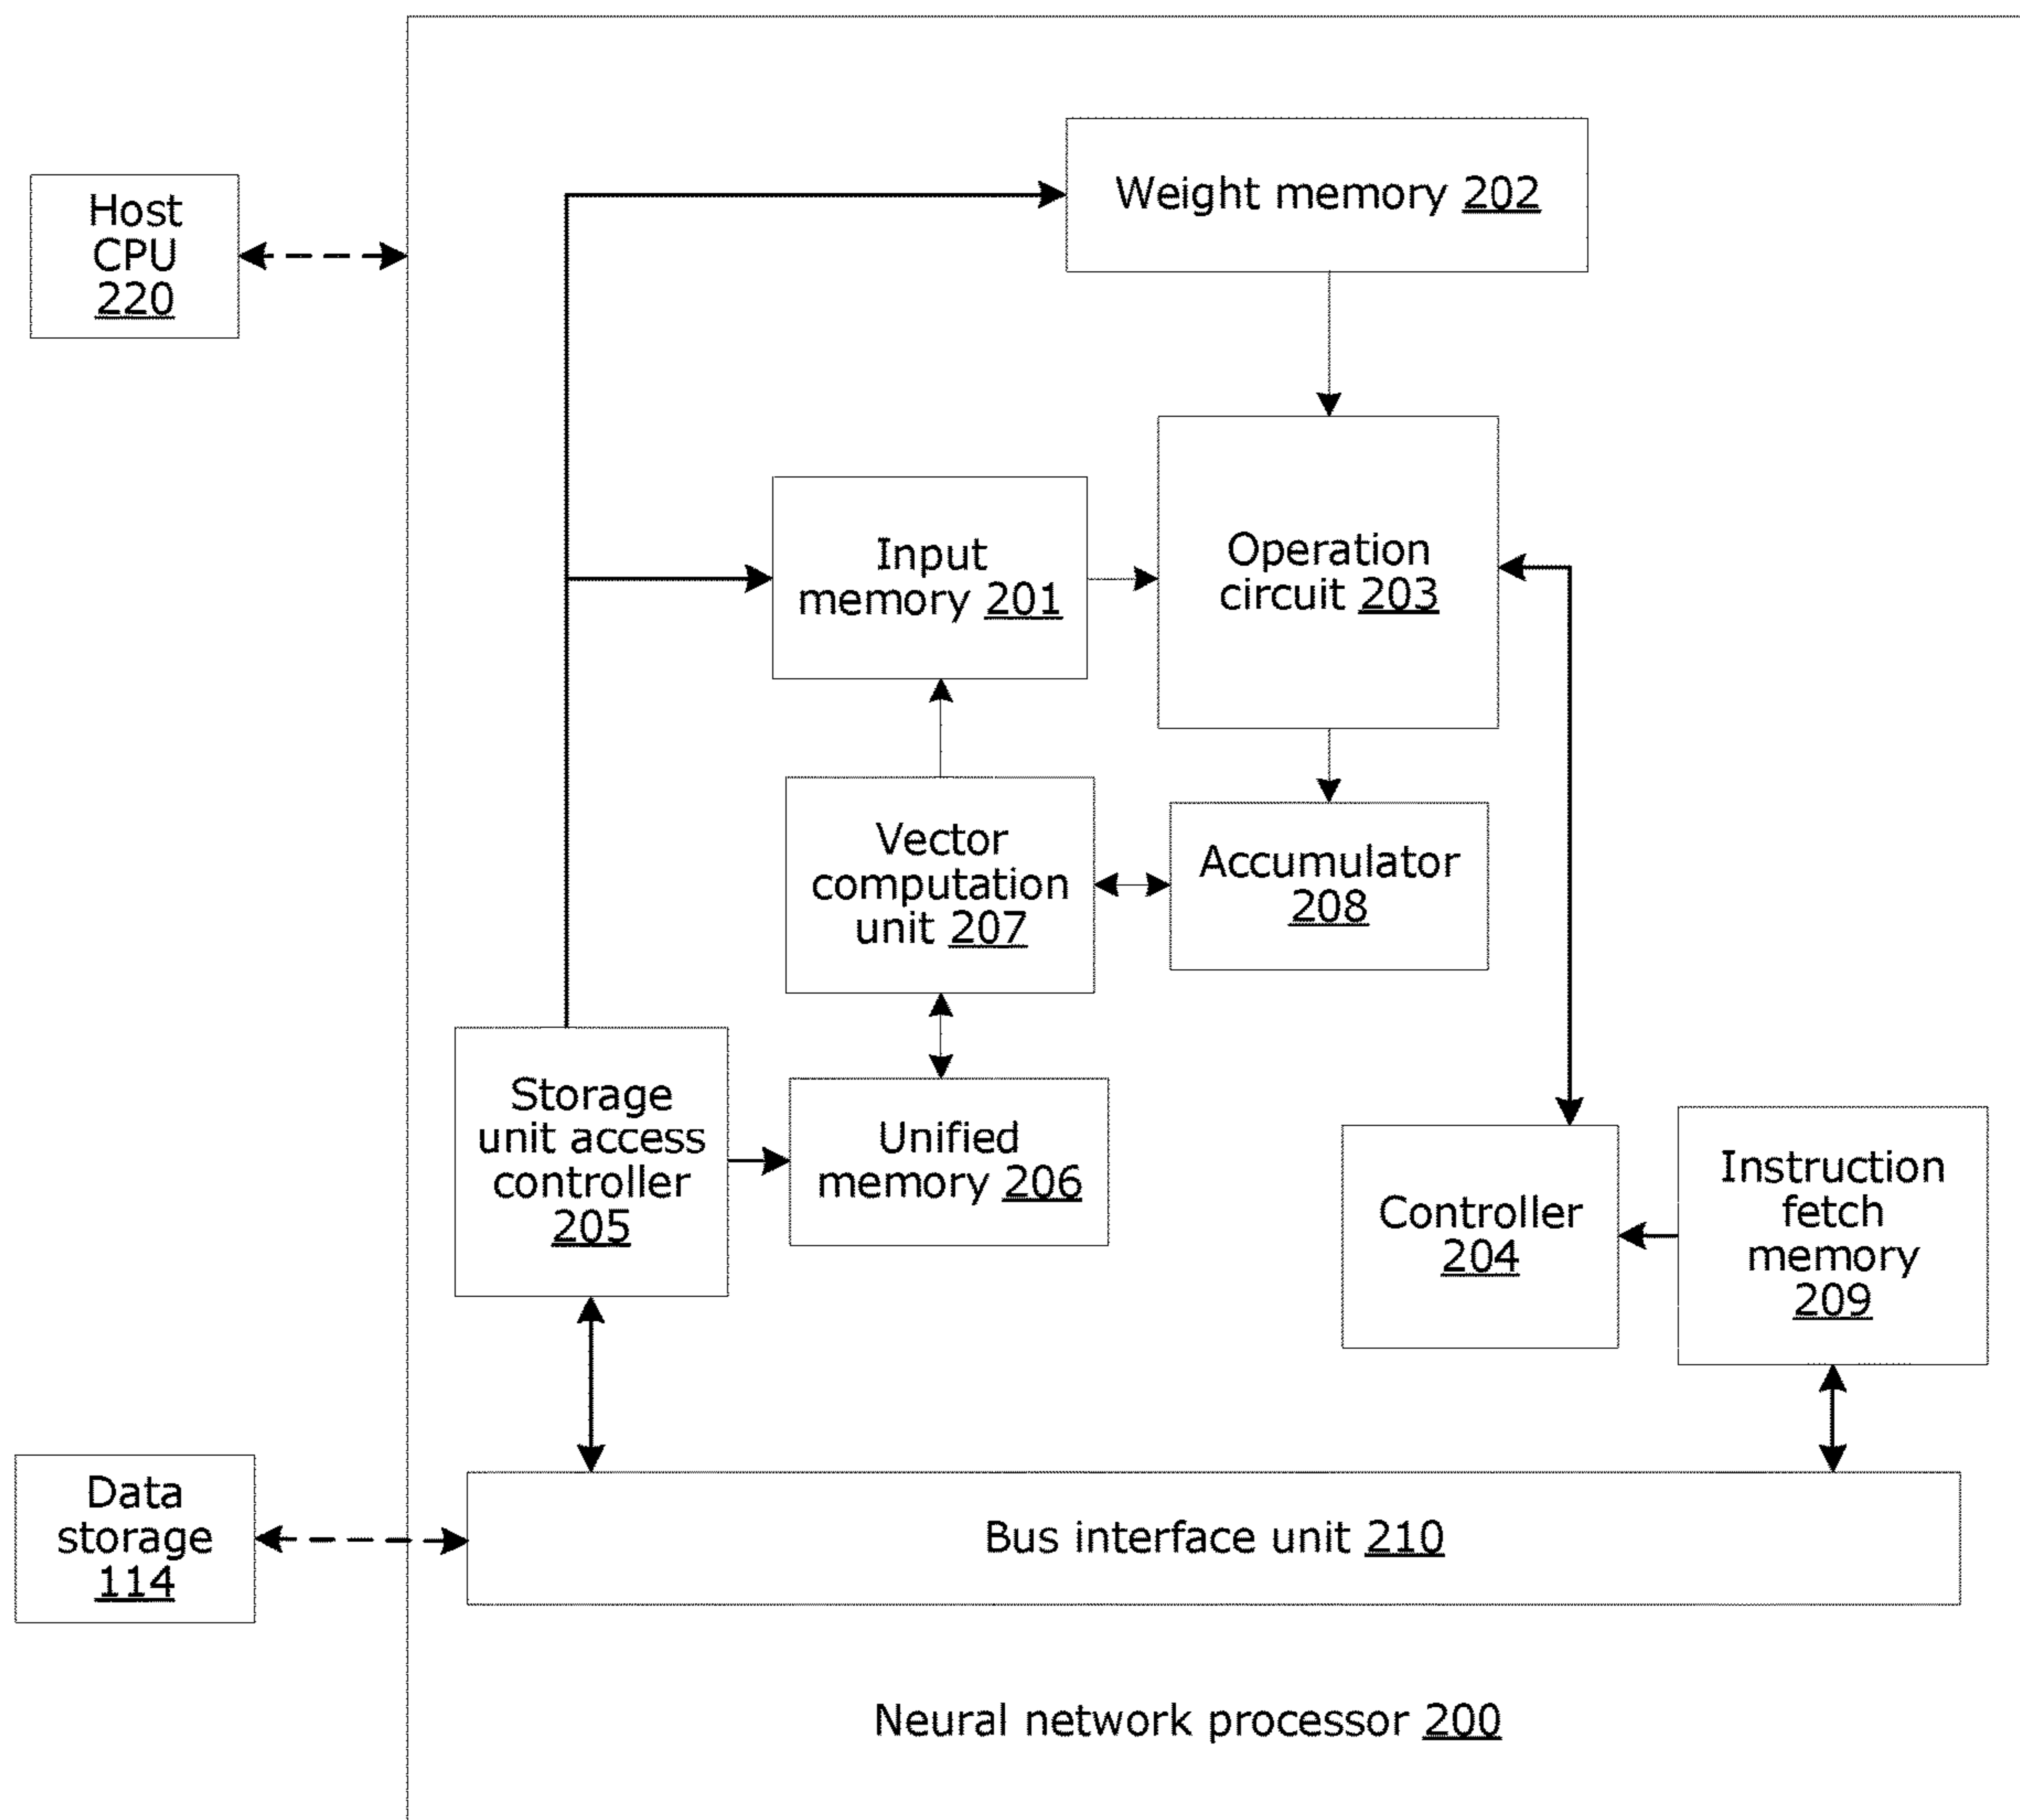 Weight memory 202
Host
CPU
220
Input
memory 201
Operation
circuit 203
Vector
computation
unit 207
Accumulator
208
Storage
unit access
controller
205
Unified
memory 206
Controller
204
Instruction
fetch
memory
209
Data
storage
114
Bus interface unit 210
Neural network processor 200